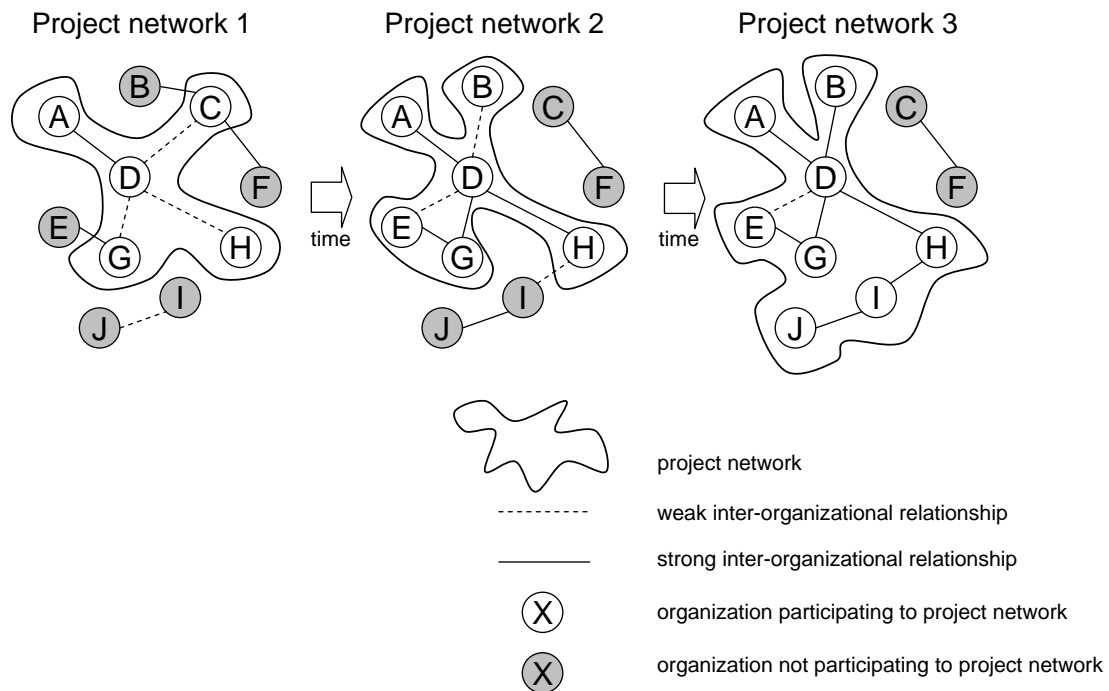 Project network 1
Project network 2
Project network 3
B
C
A
D
F
E
G
H
I
J
time
B
A
C
D
F
E
G
H
I
J
time
B
A
C
D
F
E
G
H
I
J
project network
weak inter-organizational relationship
strong inter-organizational relationship
X
organization participating to project network
X
organization not participating to project network